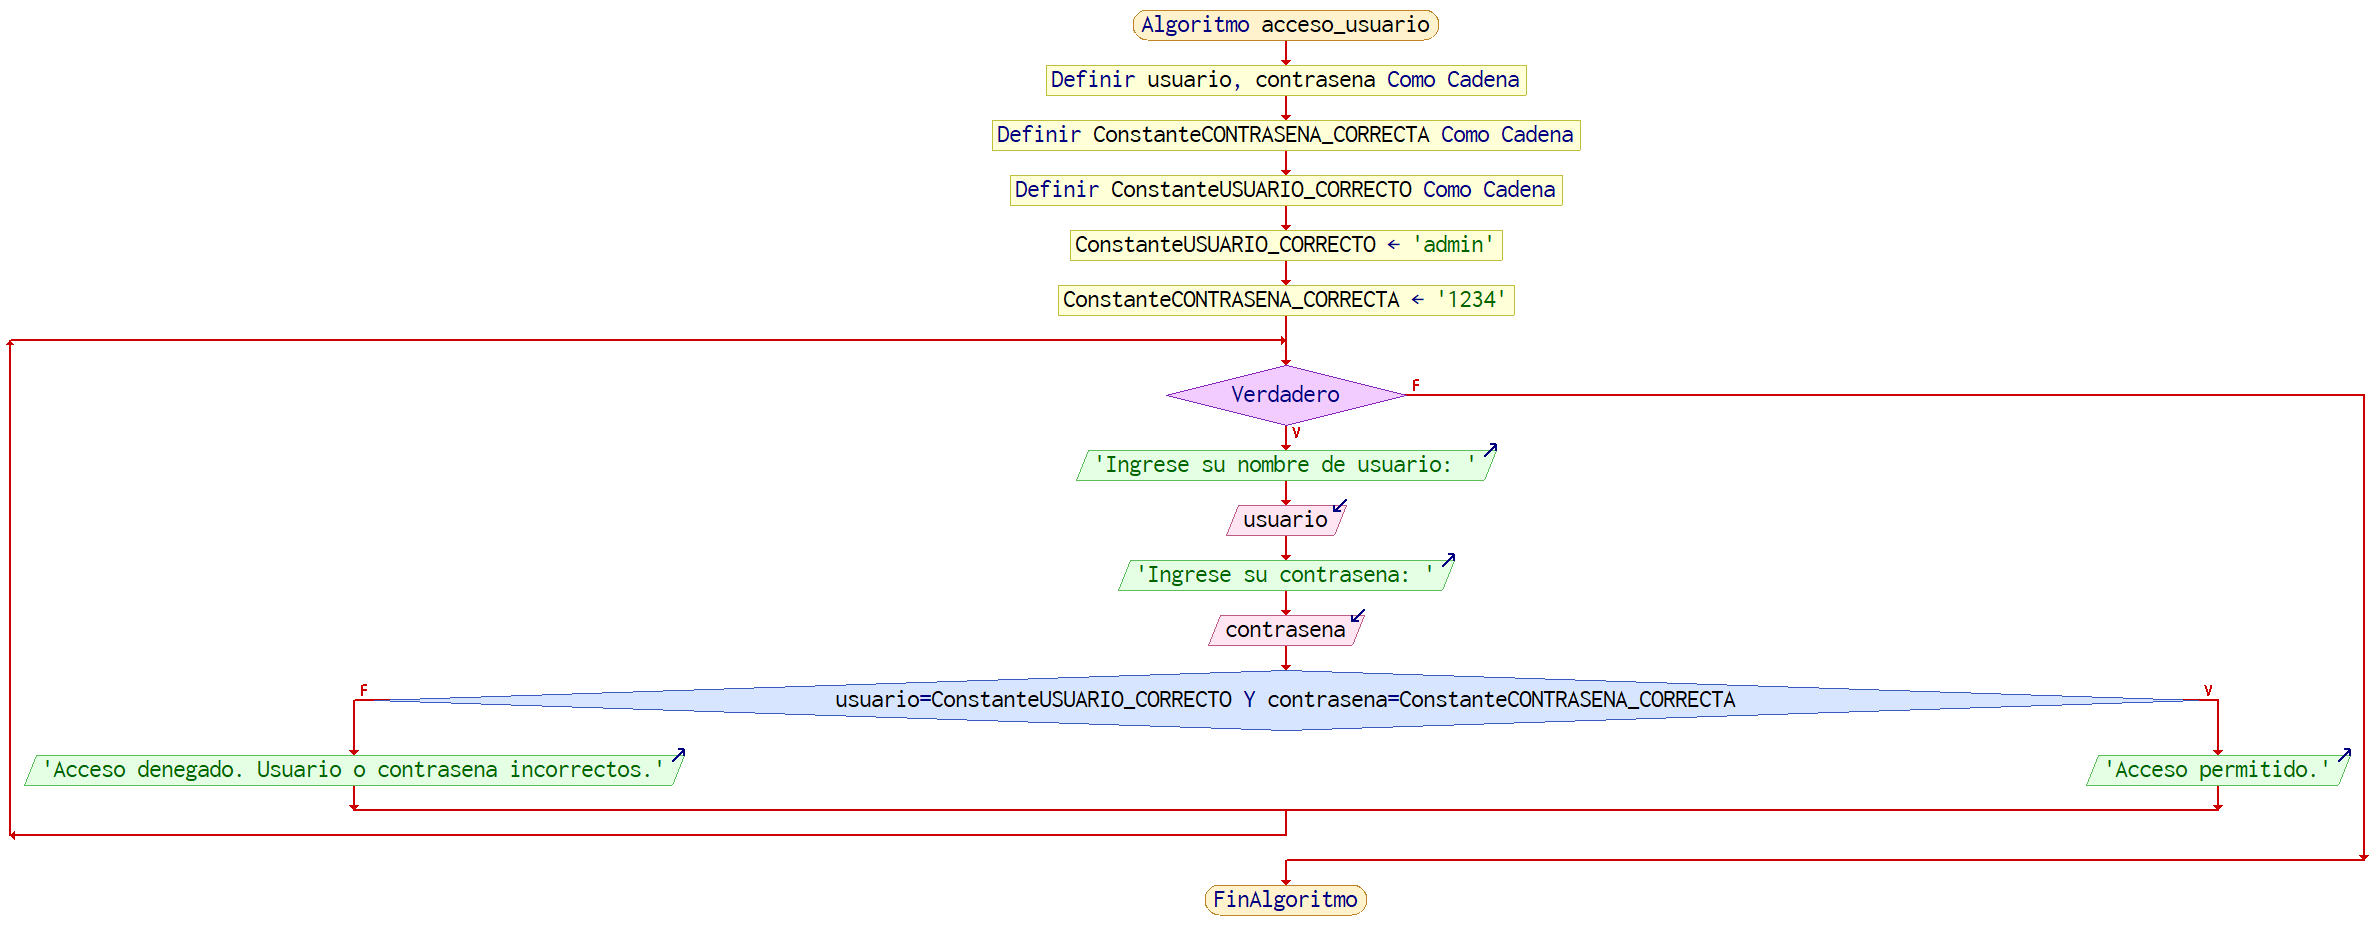 Algoritmo acceso_usuario
Definir usuario, contrasena Como Cadena
Definir ConstanteCONTRASENA_CORRECTA Como Cadena
Definir ConstanteUSUARIO_CORRECTO Como Cadena
ConstanteUSUARIO_CORRECTO ← 'admin'
ConstanteCONTRASENA_CORRECTA ← '1234'
Verdadero
F
V
'Ingrese su nombre de usuario: '
usuario
'Ingrese su contrasena: '
contrasena
F
usuario=ConstanteUSUARIO_CORRECTO Y contrasena=ConstanteCONTRASENA_CORRECTA
V
'Acceso denegado. Usuario o contrasena incorrectos.'
'Acceso permitido.'
FinAlgoritmo